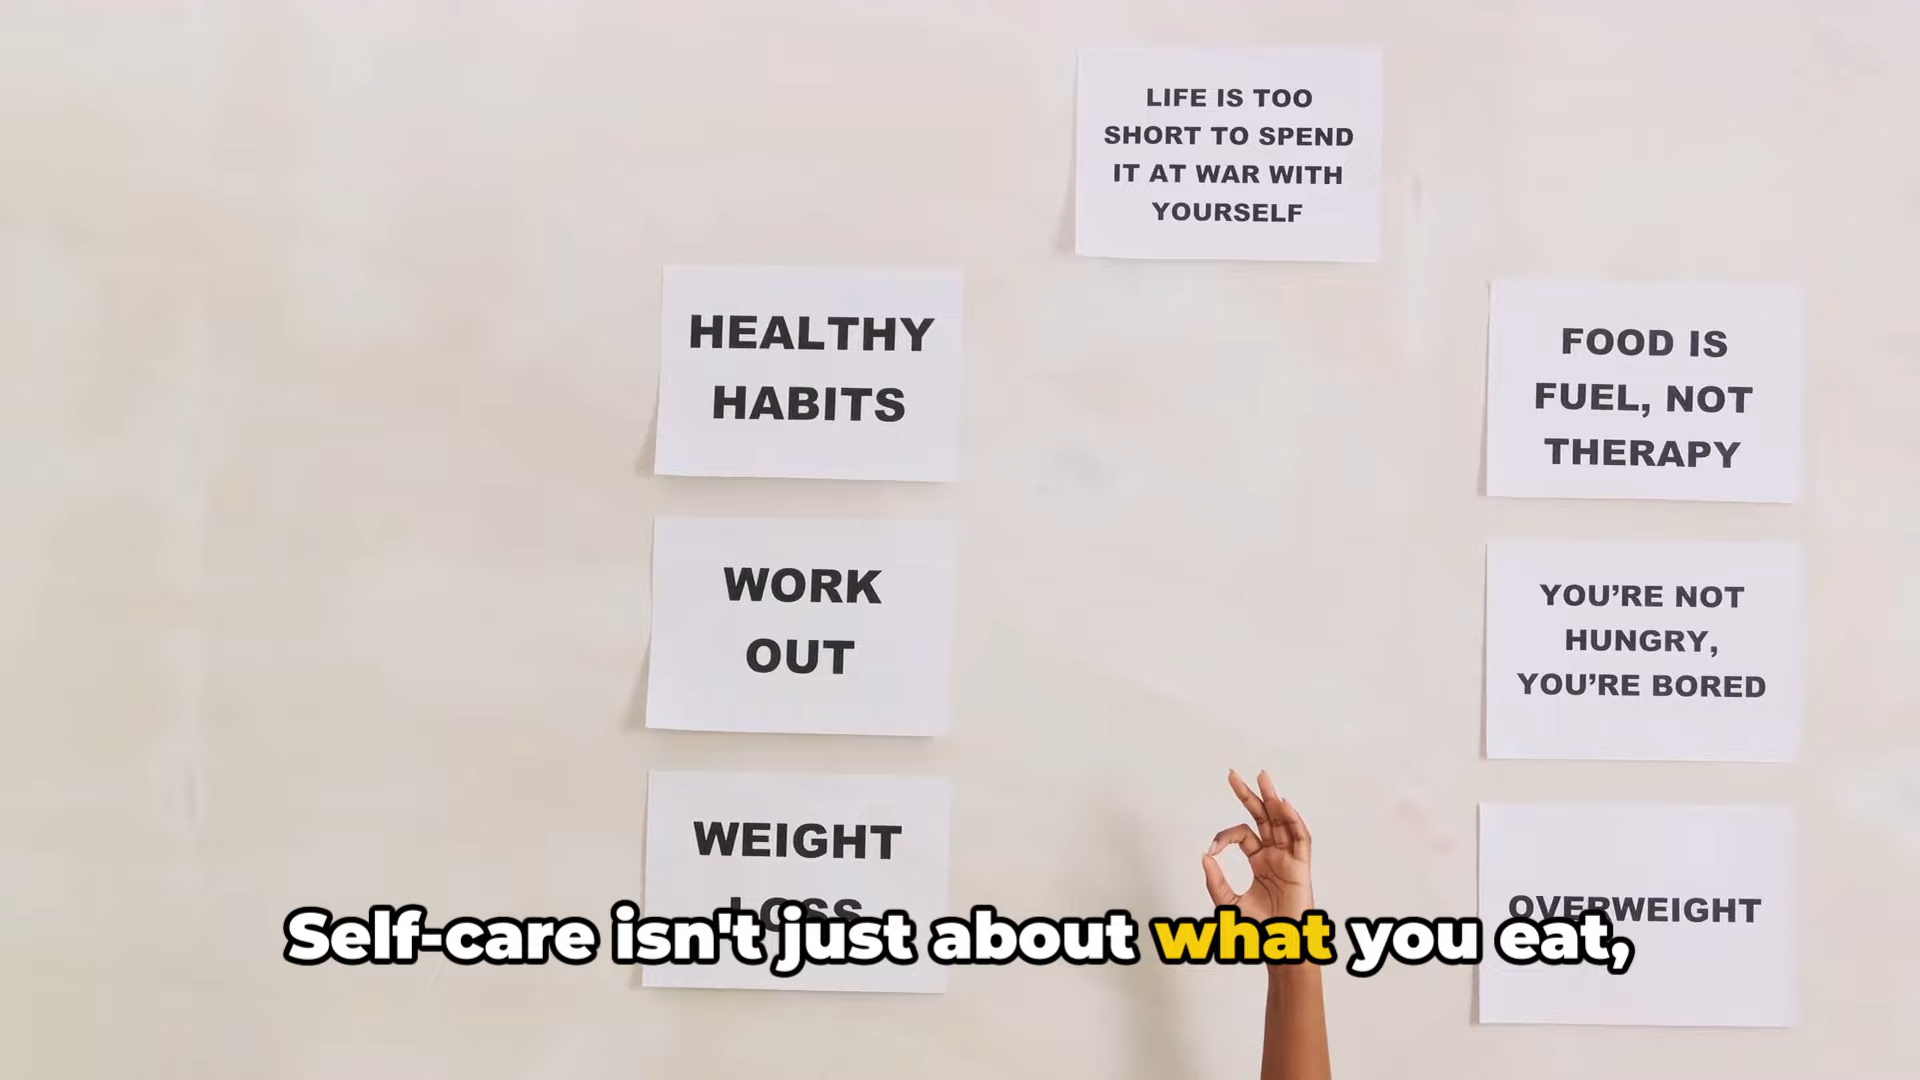 LIFE IS TOO
SHORT TO SPEND
IT AT WAR WITH
YOURSELF
HEALTHY
HABITS
FOOD IS
FUEL, NOT
THERAPY
WORK
OUT
YOU’RE NOT
HUNGRY,
YOU’RE BORED
WEIGHT
LOSS
OVERWEIGHT
Self-care isn't just about what you eat,